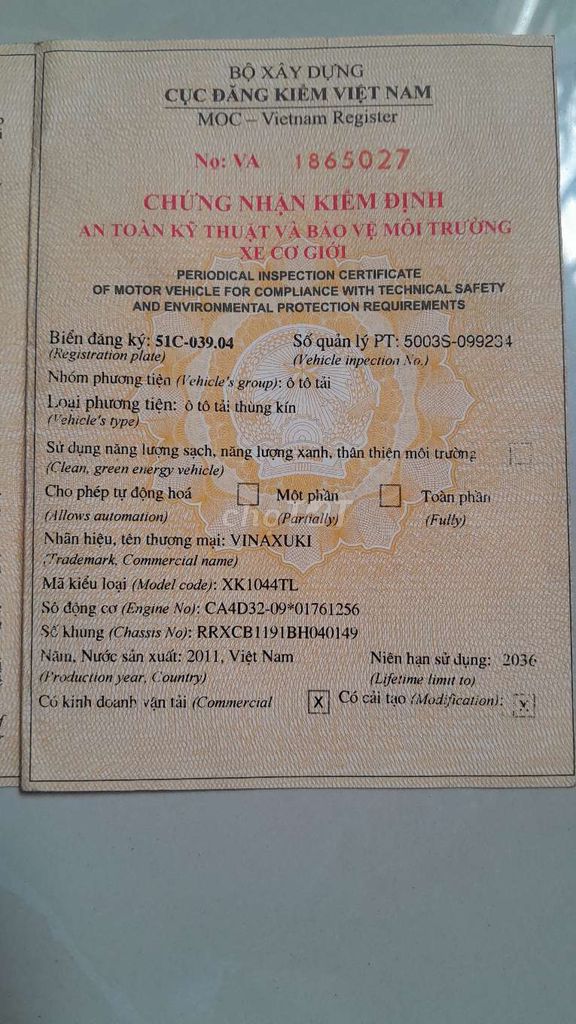 BỘ XÂY DỰNG
CỤC ĐĂNG KIỂM VIỆT NAM
MOC – Vietnam Register
No: VA 1865027
CHỨNG NHẬN KIỂM ĐỊNH
AN TOÀN KỸ THUẬT VÀ BẢO VỆ MÔI TRƯỜNG
XE CƠ GIỚI
PERIODICAL INSPECTION CERTIFICATE
OF MOTOR VEHICLE FOR COMPLIANCE WITH TECHNICAL SAFETY
AND ENVIRONMENTAL PROTECTION REQUIREMENTS
Biển đăng ký: 51C-039.04 Số quản lý PT: 5003S-099234
(Registration plate) (Vehicle inpection No.)
Nhóm phương tiện (Vehicle's group): ô tô tải
Loại phương tiện: ô tô tải thùng kín
(Vehicle's type)
Sử dụng năng lượng sạch, năng lượng xanh, thân thiện môi trường
(Clean, green energy vehicle)
Cho phép tự động hoá Một phần Toàn phần
(Allows automation) (Partially) (Fully)
Nhãn hiệu, tên thương mại: VINAXUKI
(Trademark, Commercial name)
Mã kiểu loại (Model code): XK1044TL
Số động cơ (Engine No): CA4D32-09*01761256
Số khung (Chassis No): RRXCB1191BH040149
Năm, Nước sản xuất: 2011, Việt Nam Niên hạn sử dụng: 2036
(Production year, Country) (Lifetime limit to)
Có kinh doanh vận tải (Commercial X Có cải tạo (Modification): X